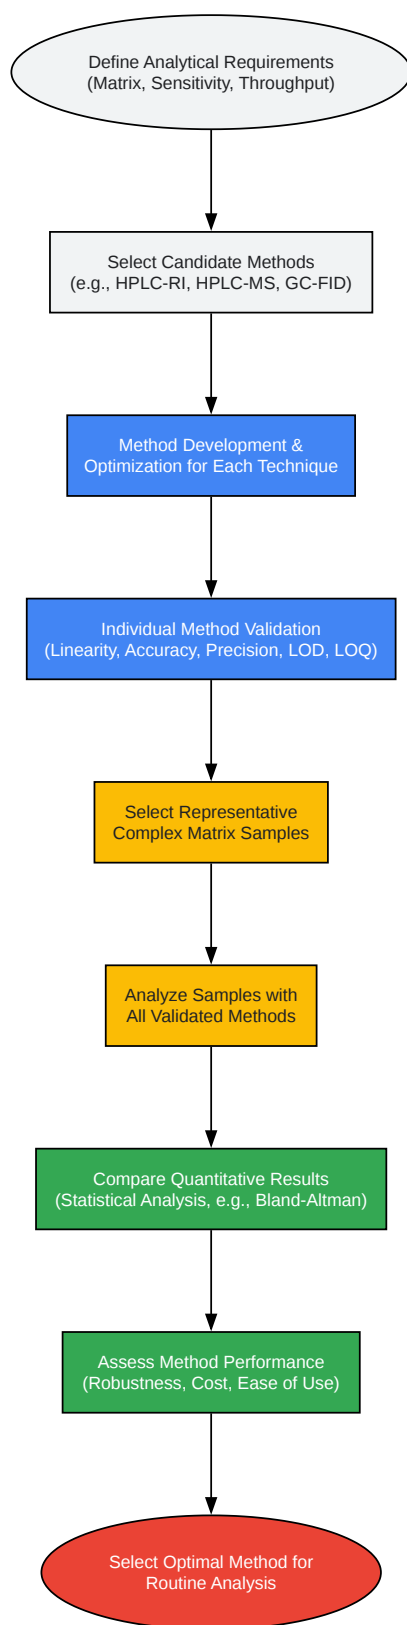 Define Analytical Requirements
(Matrix, Sensitivity, Throughput)
Select Candidate Methods
(e.g., HPLC-RI, HPLC-MS, GC-FID)
Method Development &
Optimization for Each Technique
Individual Method Validation
(Linearity, Accuracy, Precision, LOD, LOQ)
Select Representative
Complex Matrix Samples
Analyze Samples with
All Validated Methods
Compare Quantitative Results
(Statistical Analysis, e.g., Bland-Altman)
Assess Method Performance
(Robustness, Cost, Ease of Use)
Select Optimal Method for
Routine Analysis